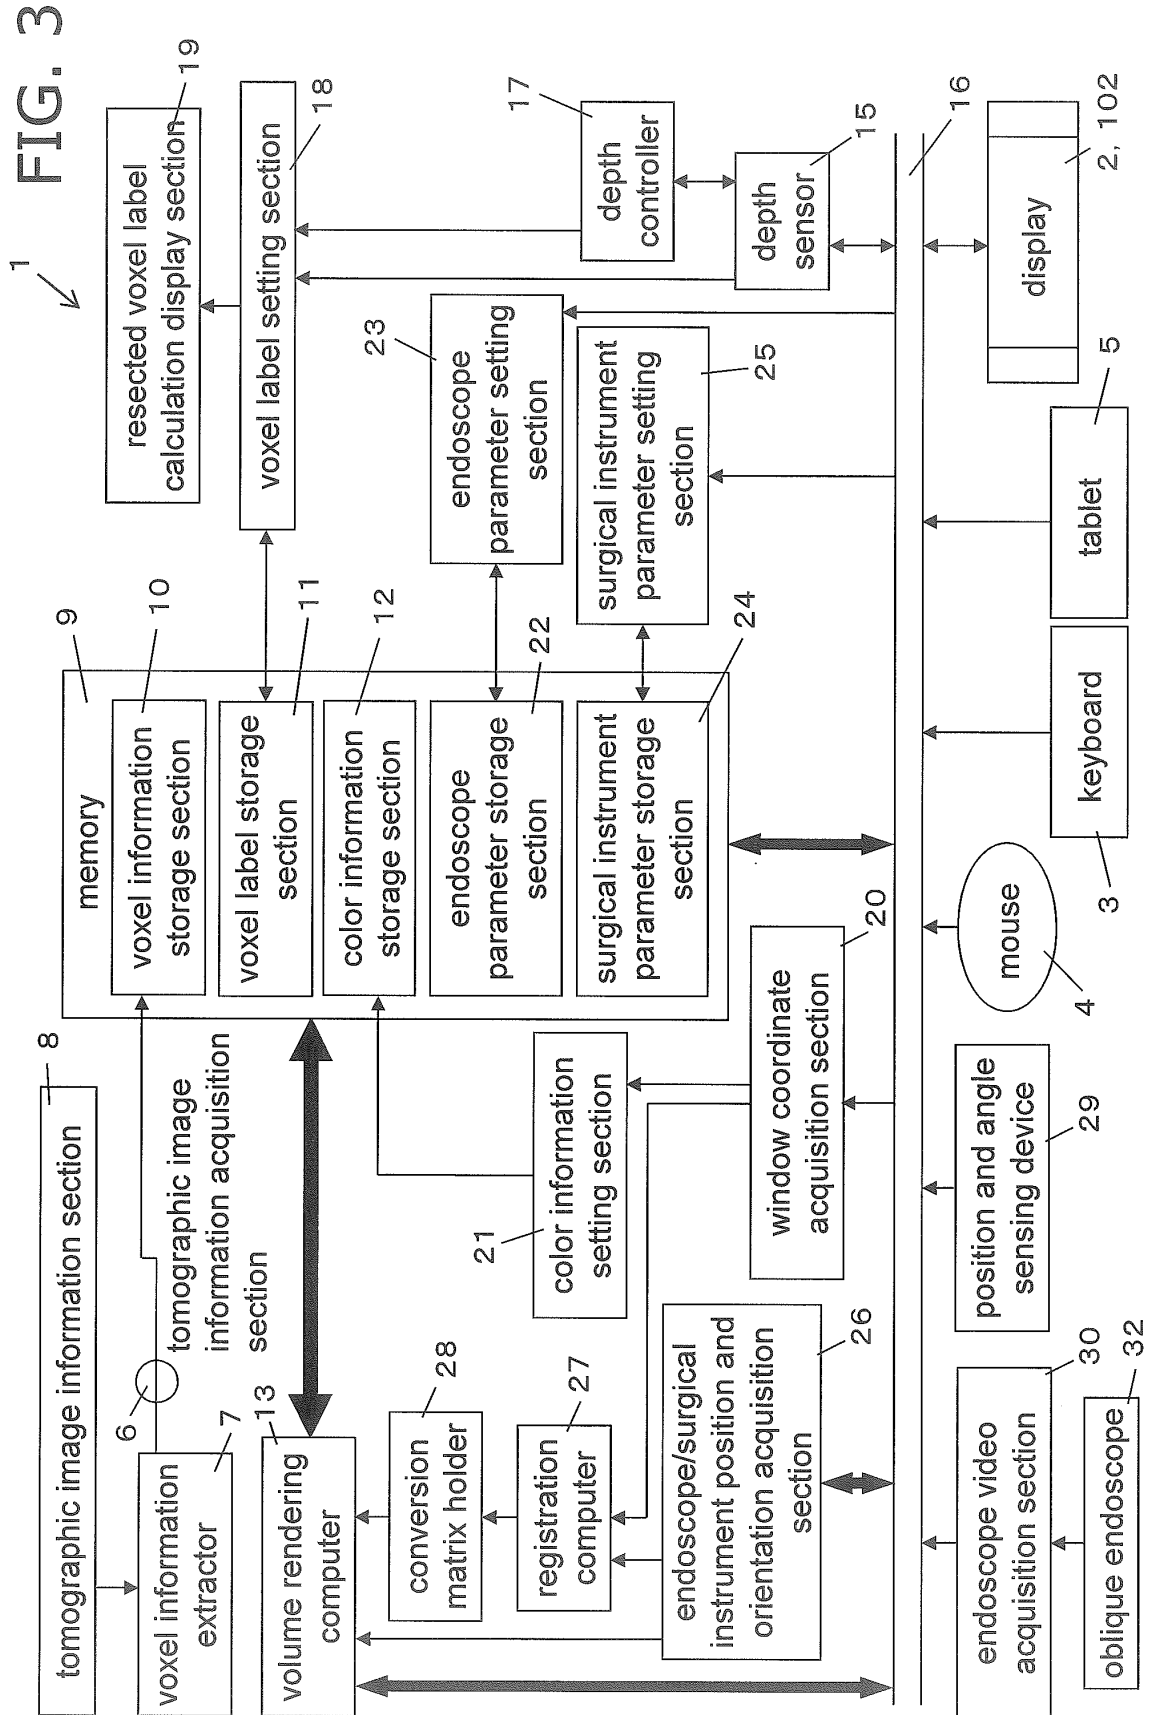 FIG. 3
1
tomographic image information section
8
voxel information
extractor
7
6
tomographic image
information acquisition
section
volume rendering
computer
13
conversion
matrix holder
28
registration
computer
27
endoscope/surgical
instrument position and
orientation acquisition
section
26
color information
setting section
21
window coordinate
acquisition section
20
memory
9
voxel information
storage section
10
voxel label storage
section
11
color information
storage section
12
endoscope
parameter storage
section
22
surgical instrument
parameter storage
section
24
resected voxel label
calculation display section
19
voxel label setting section
18
endoscope
parameter setting
section
23
surgical instrument
parameter setting
section
25
depth
controller
17
depth
sensor
15
16
endoscope video
acquisition section
30
oblique endoscope
32
position and angle
sensing device
29
mouse
4
keyboard
3
tablet
5
display
2, 102